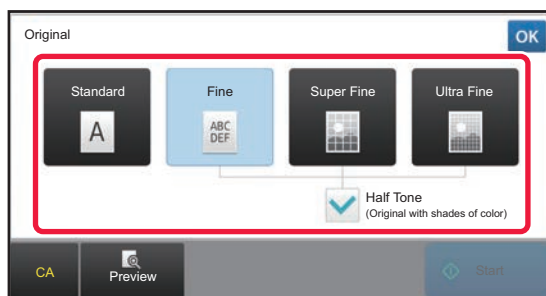 Original
OK
Standard
Fine
Super Fine
Ultra Fine
A
ABC
DEF
Half Tone
(Original with shades of color)
CA
Preview
Start